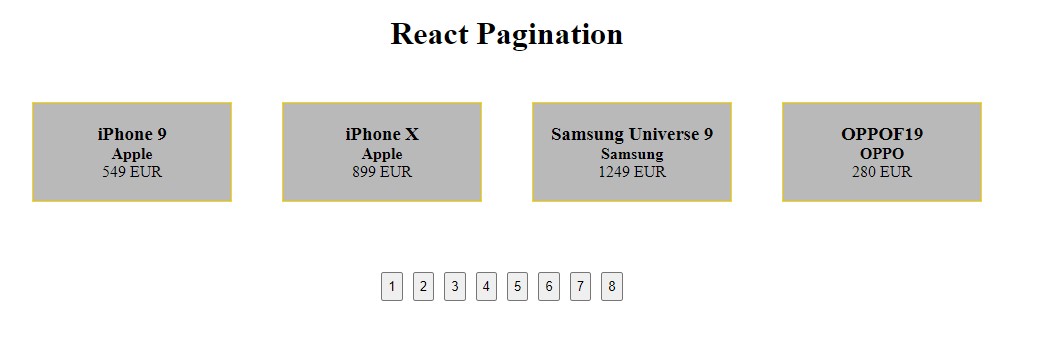 React Pagination
iPhone 9
Apple
549 EUR
iPhone X
Apple
899 EUR
Samsung Universe 9
Samsung
1249 EUR
OPPOF19
OPPO
280 EUR
1 2 3 4 5 6 7 8